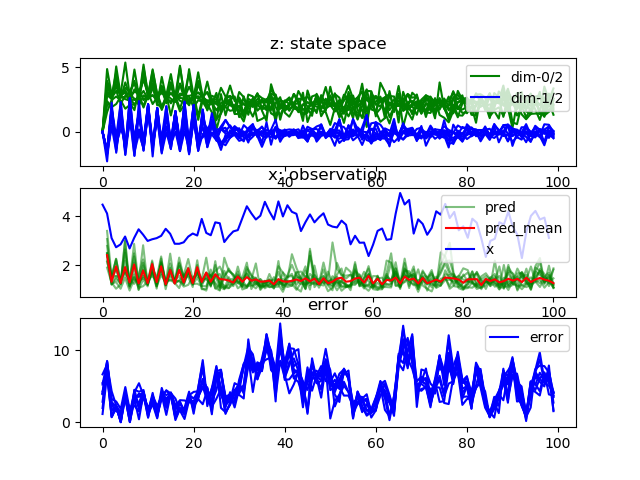 z: state space
5
0
dim-0/2
dim-1/2
0 20 40 60 80 100
x: observation
4
2
pred
pred_mean
x
0 20 40 60 80 100
error
10
0
error
0 20 40 60 80 100